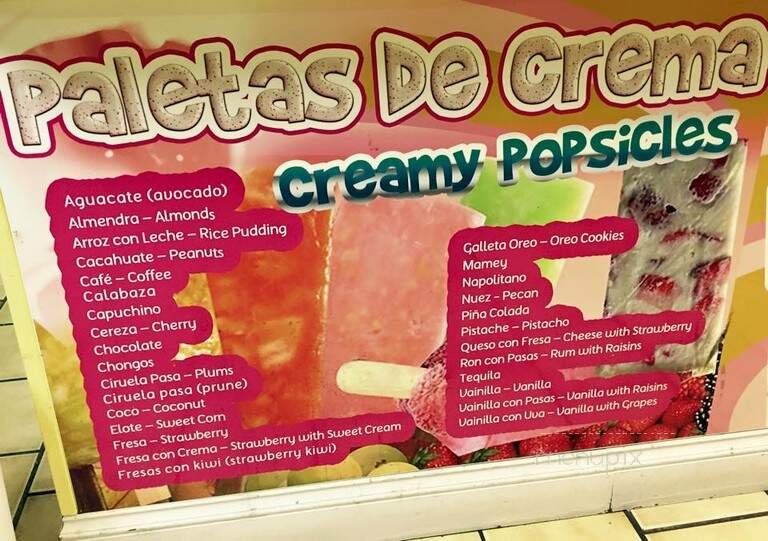 Paletas De Crema
Creamy Popsicles
Aguacate (avocado)
Almendra – Almonds
Arroz con Leche – Rice Pudding
Cacahuate – Peanuts
Café – Coffee
Calabaza
Capuchino
Cereza – Cherry
Chocolate
Chongos
Ciruela Pasa – Plums
Ciruela pasa (prune)
Coco – Coconut
Elote – Sweet Corn
Fresa – Strawberry
Fresa con Crema – Strawberry with Sweet Cream
Fresas con kiwi (strawberry kiwi)
Galleta Oreo – Oreo Cookies
Mamey
Napolitano
Nuez – Pecan
Piña Colada
Pistache – Pistacho
Queso con Fresa – Cheese with Strawberry
Ron con Pasas – Rum with Raisins
Tequila
Vainilla – Vanilla
Vainilla con Pasas – Vanilla with Raisins
Vainilla con Uva – Vanilla with Grapes
menupix